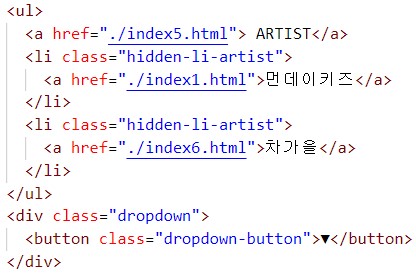 <ul>
  <a href="./index5.html"> ARTIST</a>
  <li class="hidden-li-artist">
    <a href="./index1.html">먼데이키즈</a>
  </li>
  <li class="hidden-li-artist">
    <a href="./index6.html">차가을</a>
  </li>
</ul>
<div class="dropdown">
  <button class="dropdown-button">▼</button>
</div>